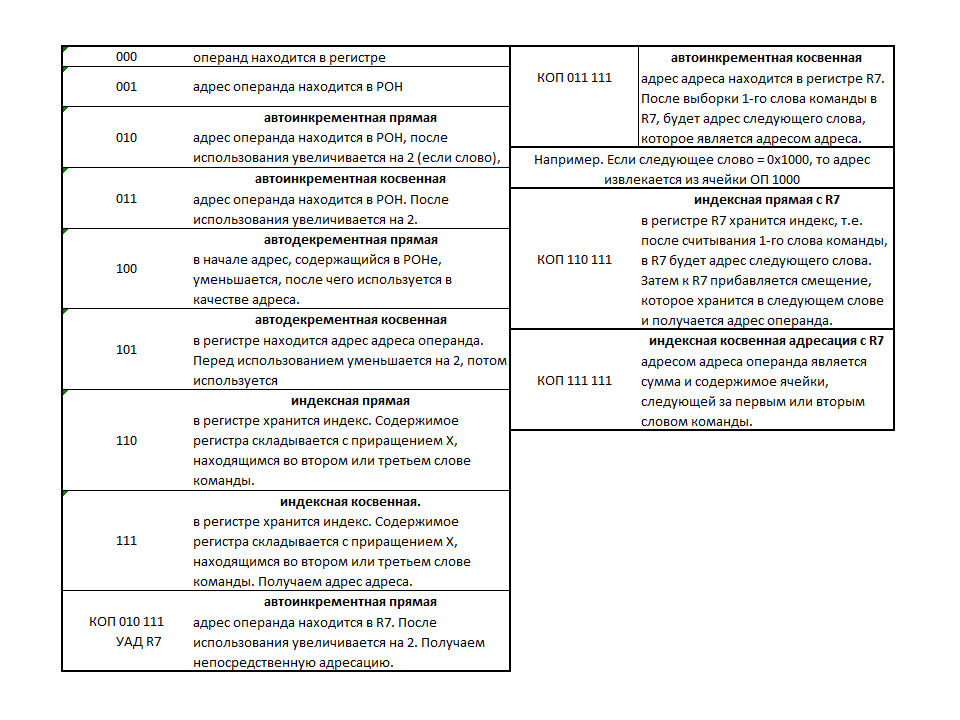 000
операнд находится в регистре
001
адрес операнда находится в РОН
010
автоинкрементная прямая
адрес операнда находится в РОН, после
использования увеличивается на 2 (если слово),
011
автоинкрементная косвенная
адрес операнда находится в РОН. После
использования увеличивается на 2.
100
автодекрементная прямая
в начале адрес, содержащийся в РОНе,
уменьшается, после чего используется в
качестве адреса.
101
автодекрементная косвенная
в регистре находится адрес адреса операнда.
Перед использованием уменьшается на 2, потом
используется
110
индексная прямая
в регистре хранится индекс. Содержимое
регистра складывается с приращением X,
находящимся во втором или третьем слове
команды.
111
индексная косвенная.
в регистре хранится индекс. Содержимое
регистра складывается с приращением X,
находящимся во втором или третьем слове
команды. Получаем адрес адреса.
КОП 010 111
УАД R7
автоинкрементная прямая
адрес операнда находится в R7. После
использования увеличивается на 2. Получаем
непосредственную адресацию.
КОП 011 111
автоинкрементная косвенная
адрес адреса находится в регистре R7.
После выборки 1-го слова команды в
R7, будет адрес следующего слова,
которое является адресом адреса.
Например. Если следующее слово = 0x1000, то адрес
извлекается из ячейки ОП 1000
КОП 110 111
индексная прямая с R7
в регистре R7 хранится индекс, т.е.
после считывания 1-го слова команды,
в R7 будет адрес следующего слова.
Затем к R7 прибавляется смещение,
которое хранится в следующем слове
и получается адрес операнда.
КОП 111 111
индексная косвенная адресация с R7
адресом адреса операнда является
сумма и содержимое ячейки,
следующей за первым или вторым
словом команды.